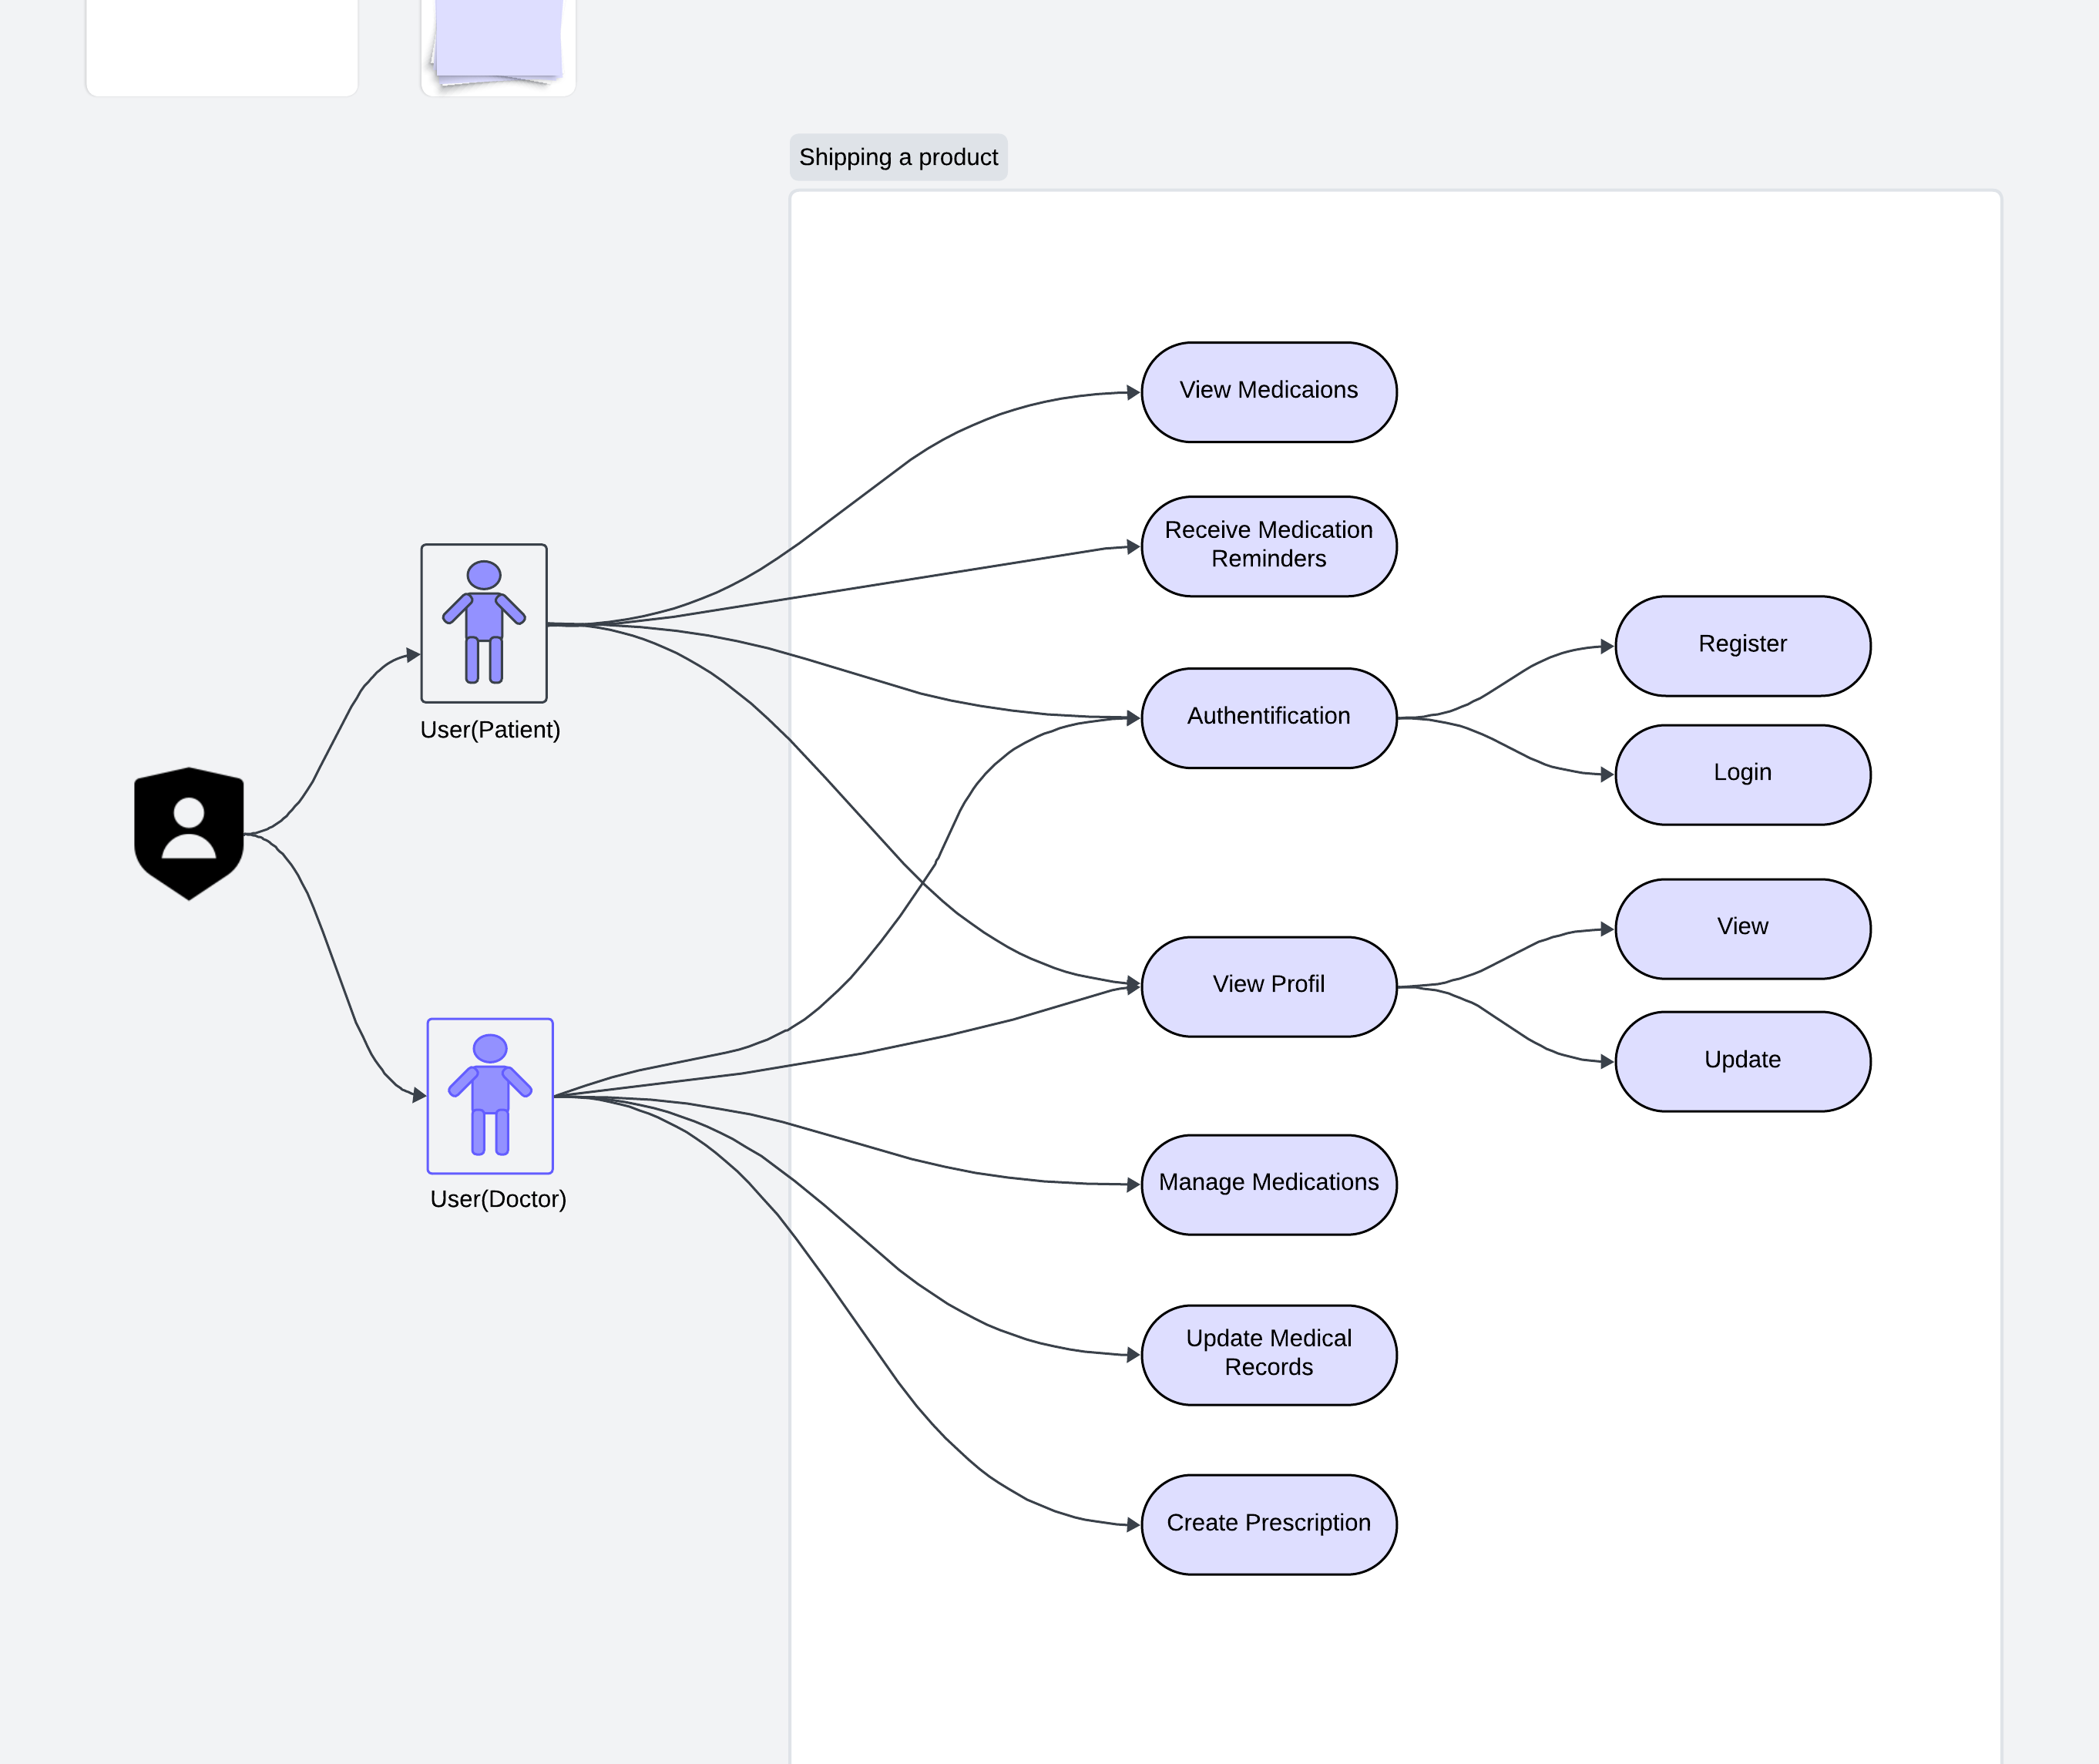 Shipping a product
View Medicaions
Receive Medication
Reminders
Register
Authentification
User(Patient)
Login
View
View Profil
Update
Manage Medications
User(Doctor)
Update Medical
Records
Create Prescription